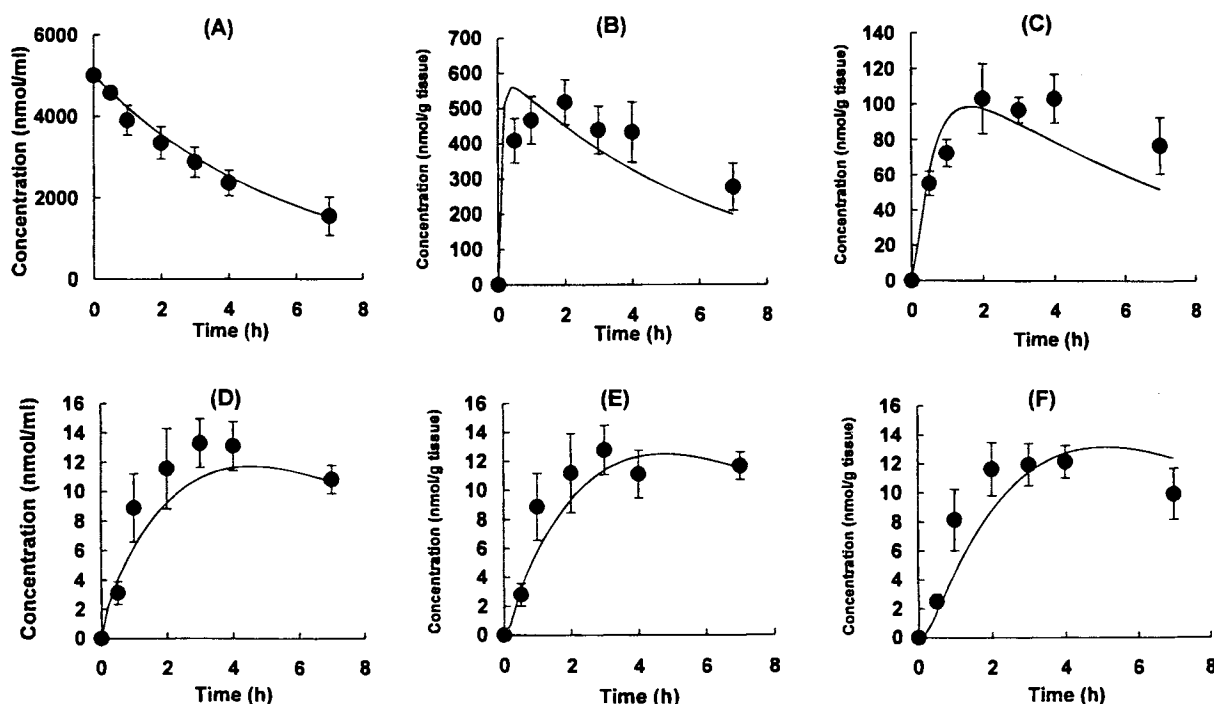 (A)
Concentration (nmol/ml)
6000
4000
2000
0
0 2 4 6 8
Time (h)
(B)
Concentration (nmol/g tissue)
700
600
500
400
300
200
100
0
0 2 4 6 8
Time (h)
(C)
Concentration (nmol/g tissue)
140
120
100
80
60
40
20
0
0 2 4 6 8
Time (h)
(D)
Concentration (nmol/ml)
16
14
12
10
8
6
4
2
0
0 2 4 6 8
Time (h)
(E)
Concentration (nmol/g tissue)
16
14
12
10
8
6
4
2
0
0 2 4 6 8
Time (h)
(F)
Concentration (nmol/g tissue)
16
14
12
10
8
6
4
2
0
0 2 4 6 8
Time (h)